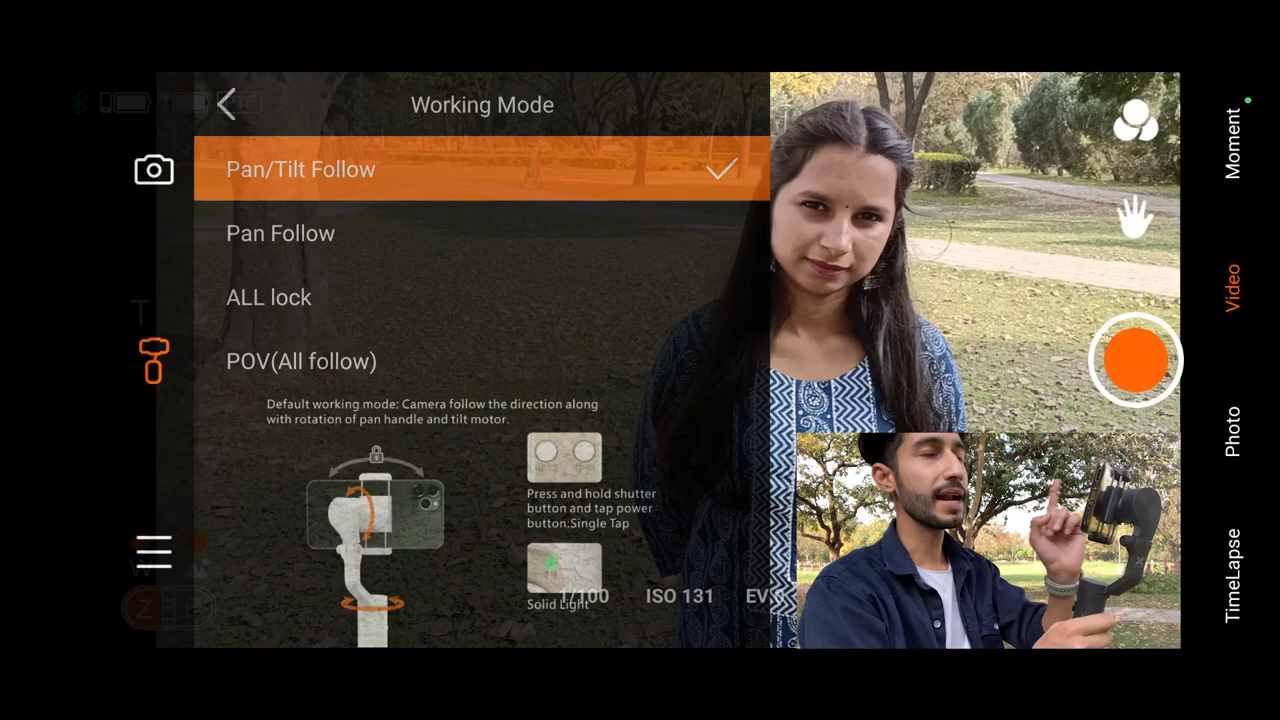 Working Mode
Pan/Tilt Follow
Pan Follow
ALL lock
POV(All follow)
Default working mode: Camera follow the direction along
with rotation of pan handle and tilt motor.
Press and hold shutter
button and tap power
button:Single Tap
Solid Light
1/100
ISO 131
EV
T
Z
Moment
Video
Photo
TimeLapse